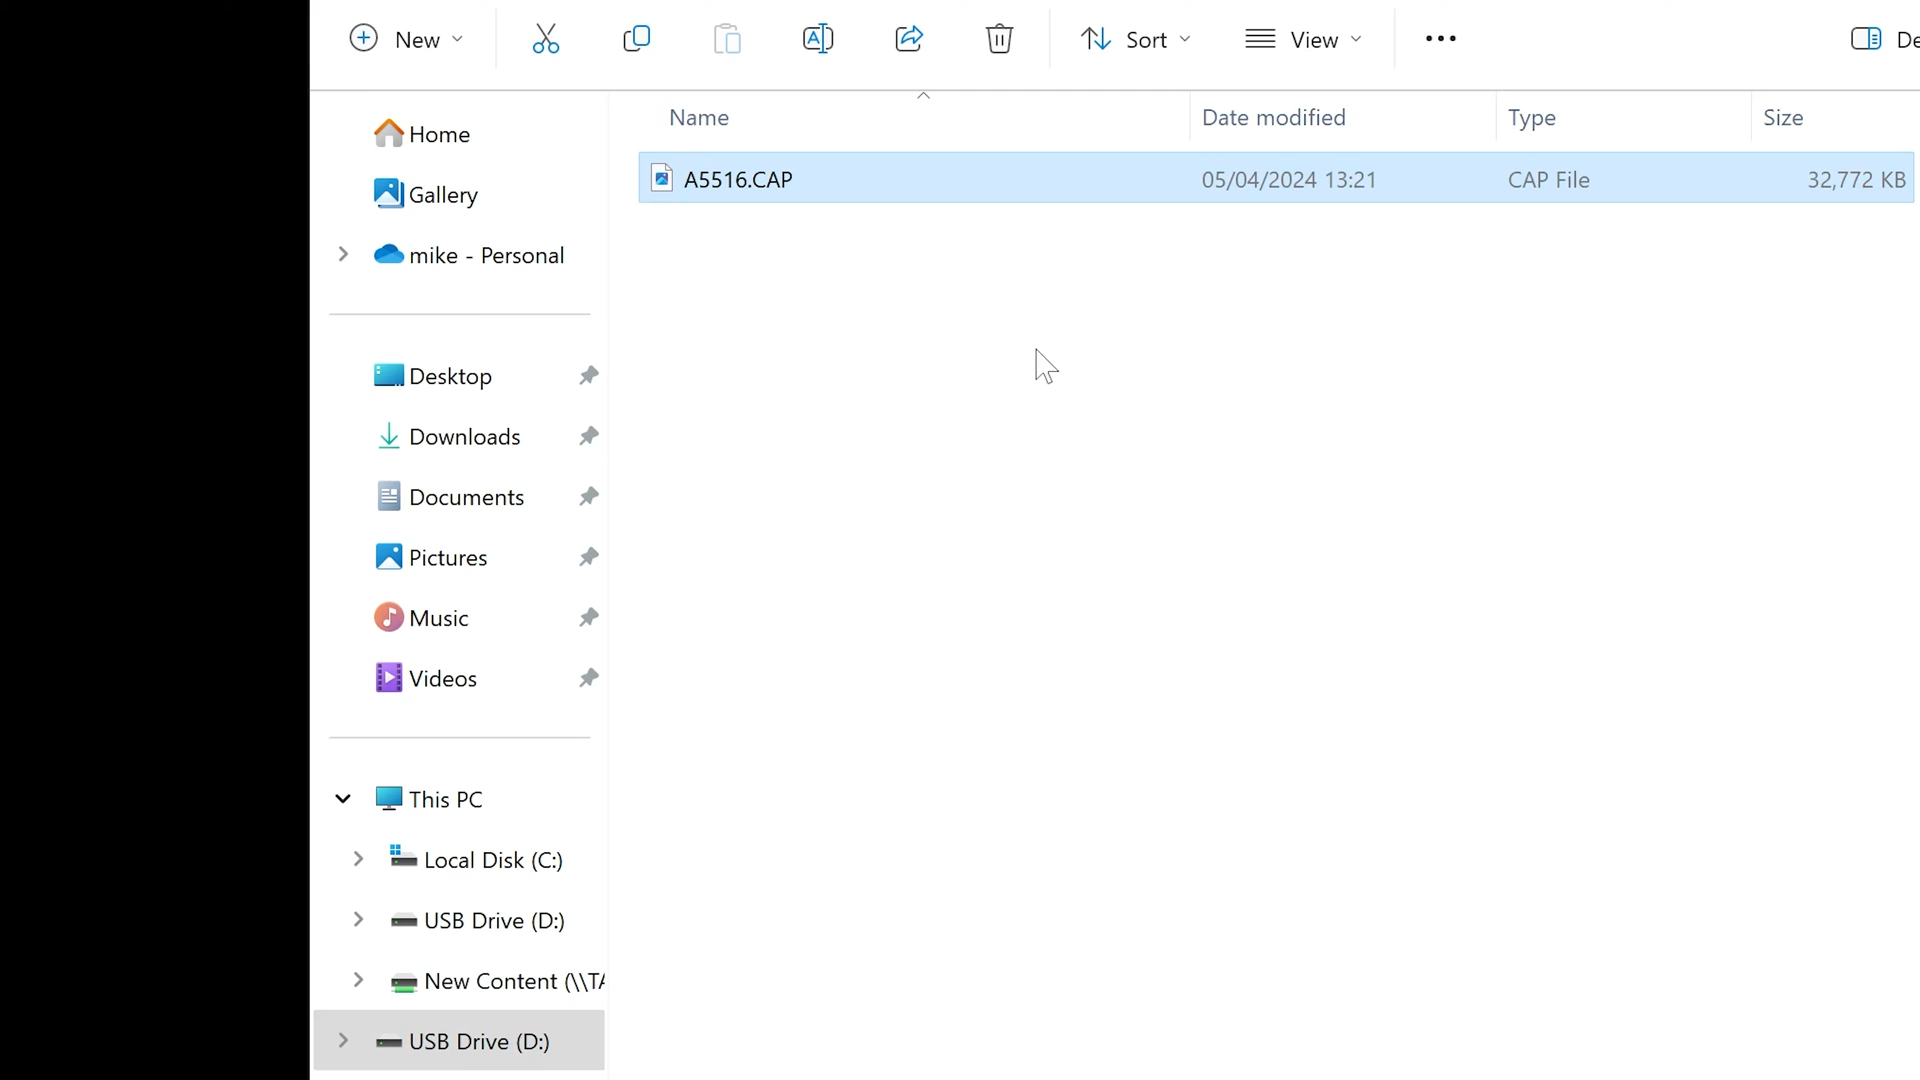 New
Sort
View
De
Name
Date modified
Type
Size
A5516.CAP
05/04/2024 13:21
CAP File
32,772 KB
Home
Gallery
mike - Personal
Desktop
Downloads
Documents
Pictures
Music
Videos
This PC
Local Disk (C:)
USB Drive (D:)
New Content (\\TA
USB Drive (D:)